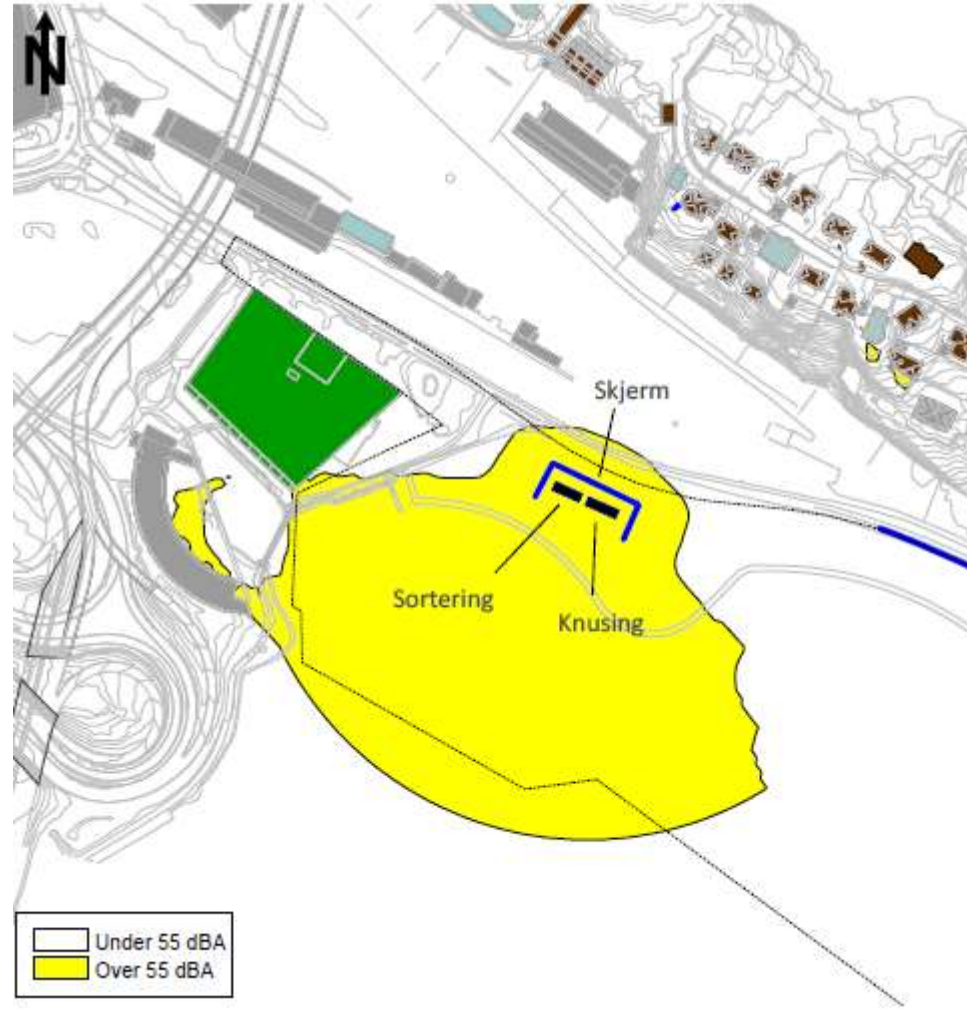 N
Skjerm
Sortering
Knusing
Under 55 dBA
Over 55 dBA